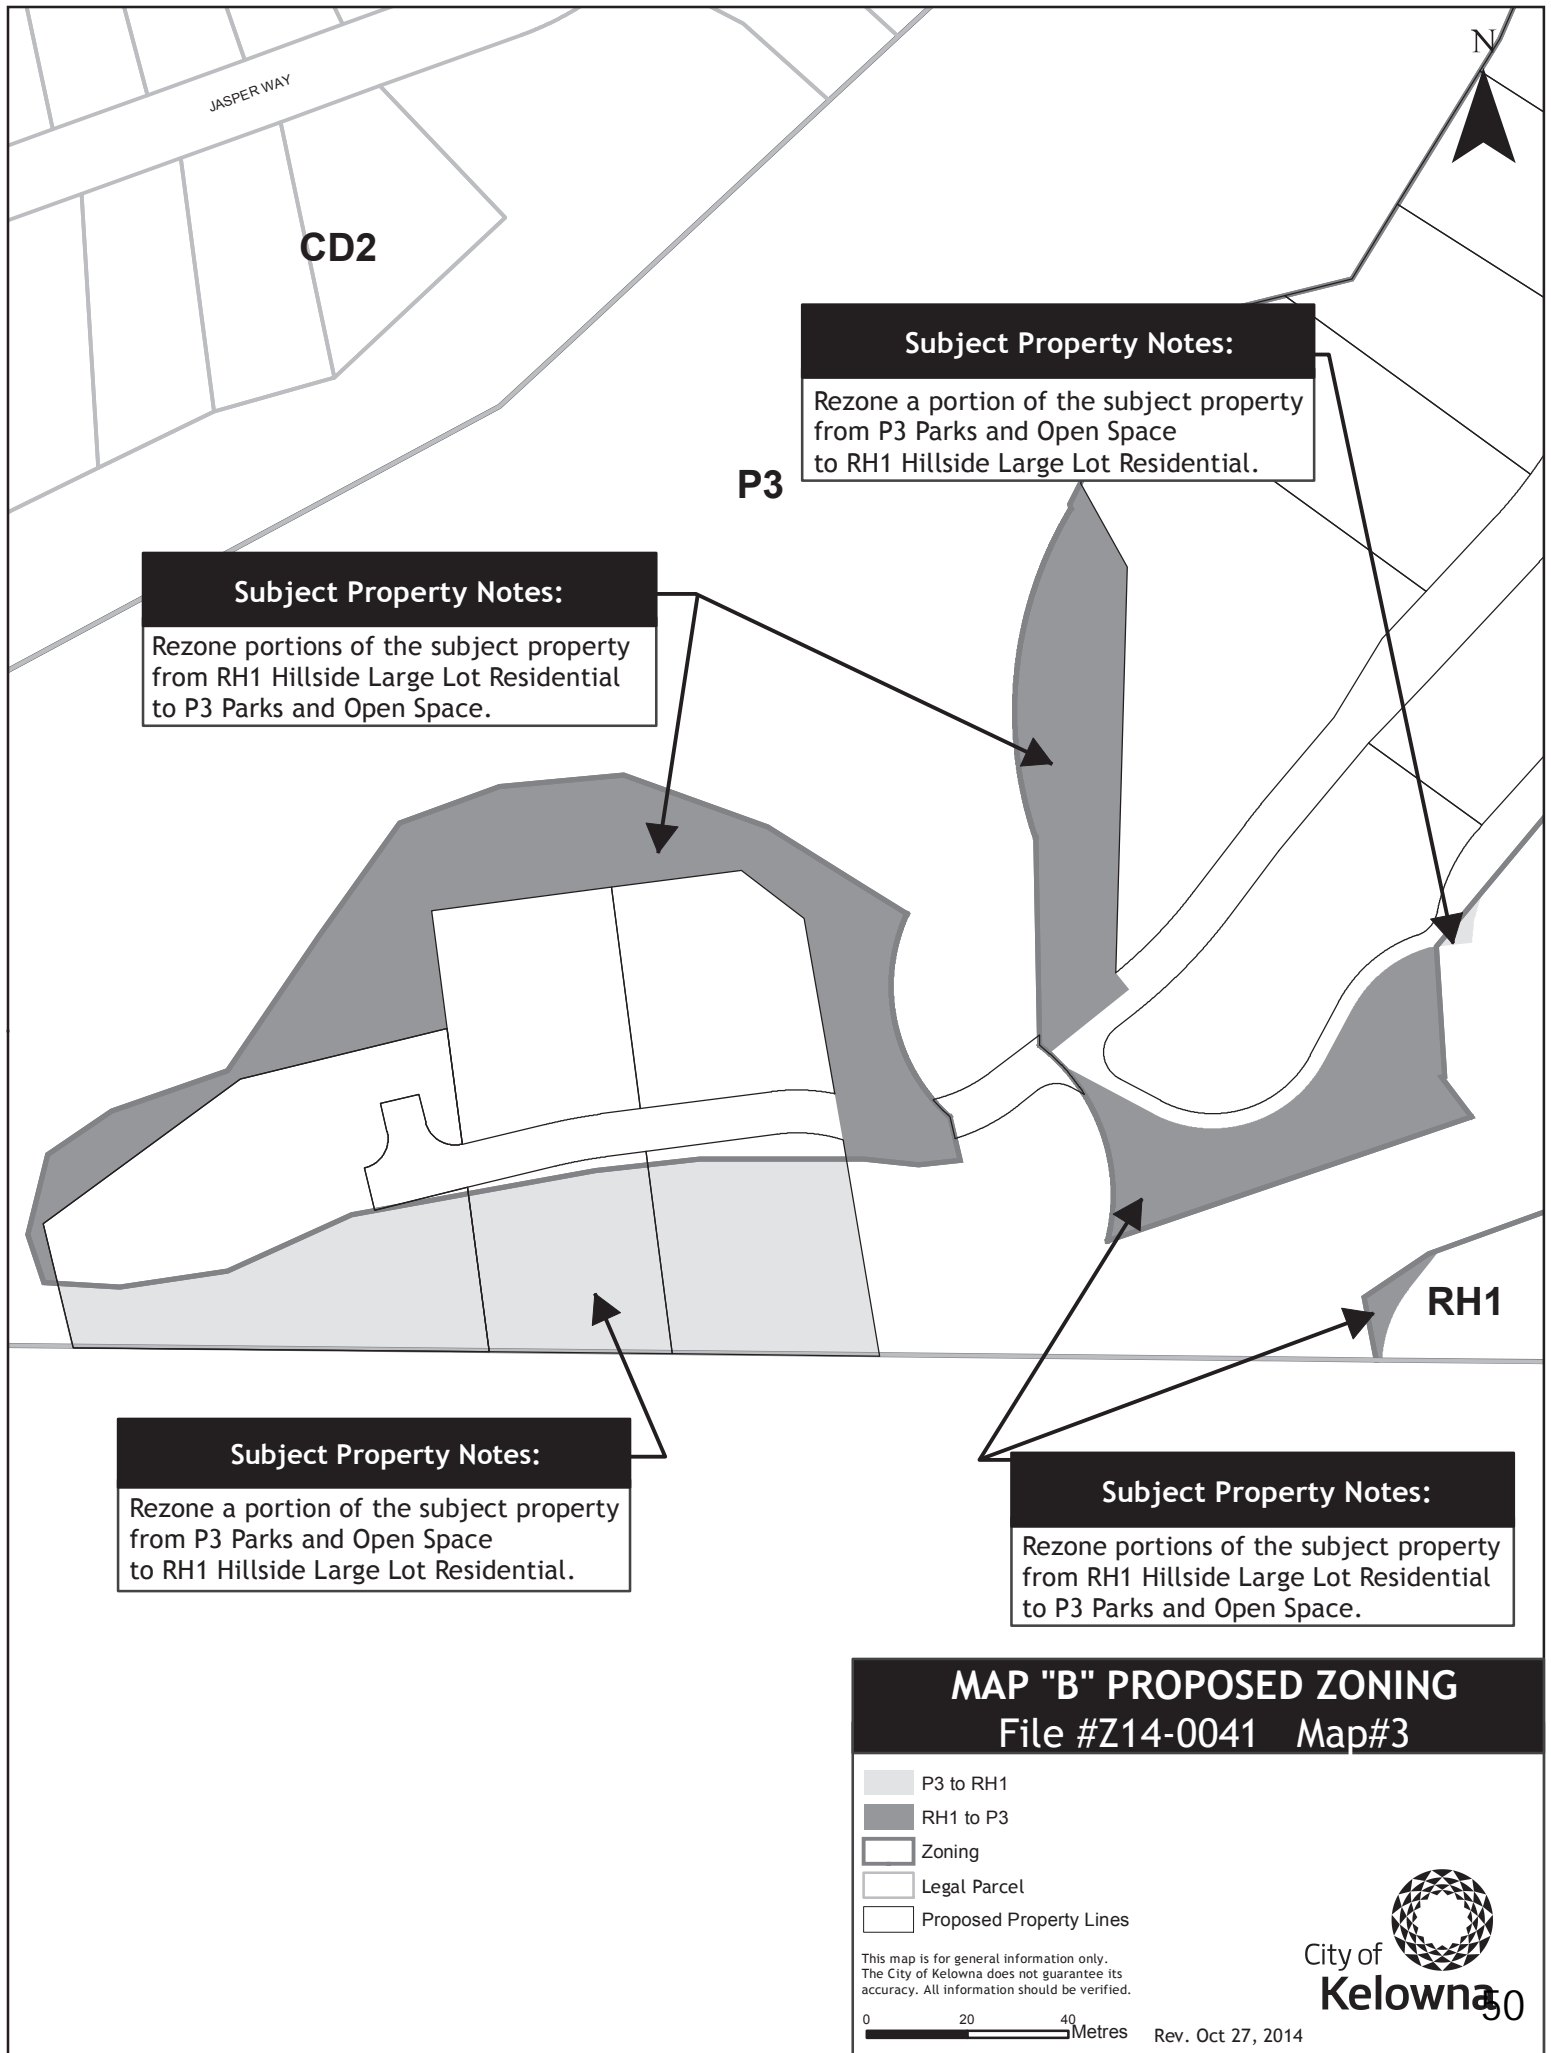 N
JASPER WAY
CD2
Subject Property Notes:
Rezone a portion of the subject property
from P3 Parks and Open Space
to RH1 Hillside Large Lot Residential.
P3
Subject Property Notes:
Rezone portions of the subject property
from RH1 Hillside Large Lot Residential
to P3 Parks and Open Space.
RH1
Subject Property Notes:
Rezone a portion of the subject property
from P3 Parks and Open Space
to RH1 Hillside Large Lot Residential.
Subject Property Notes:
Rezone portions of the subject property
from RH1 Hillside Large Lot Residential
to P3 Parks and Open Space.
MAP "B" PROPOSED ZONING
File #Z14-0041 Map#3
P3 to RH1
RH1 to P3
Zoning
Legal Parcel
Proposed Property Lines
This map is for general information only.
The City of Kelowna does not guarantee its
accuracy. All information should be verified.
0 20 40 Metres
Rev. Oct 27, 2014
City of
Kelowna
50